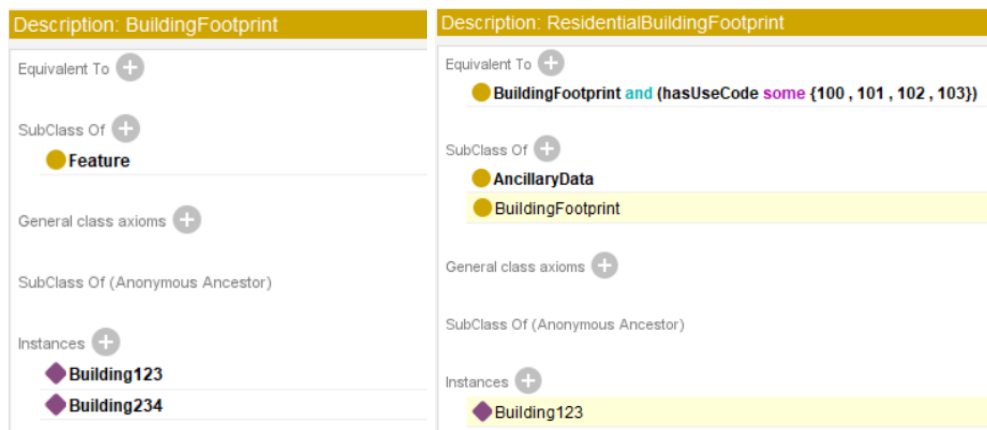 Description: BuildingFootprint
Equivalent To
SubClass Of
Feature
General class axioms
SubClass Of (Anonymous Ancestor)
Instances
Building123
Building234
Description: ResidentialBuildingFootprint
Equivalent To
BuildingFootprint and (hasUseCode some {100 , 101 , 102 , 103})
SubClass Of
AncillaryData
BuildingFootprint
General class axioms
SubClass Of (Anonymous Ancestor)
Instances
Building123